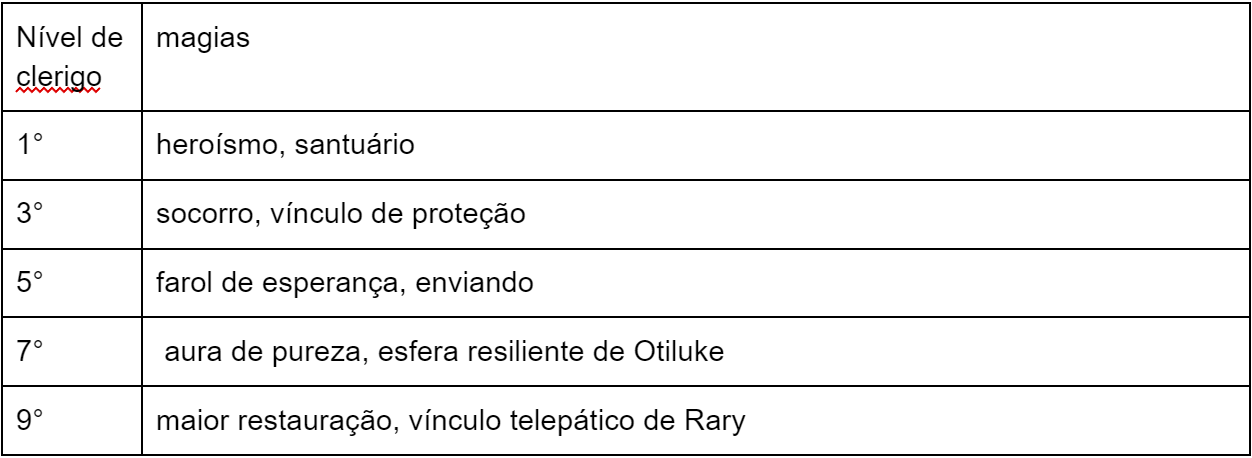 Nível de
clerigo
magias
1°
heroísmo, santuário
3°
socorro, vínculo de proteção
5°
farol de esperança, enviando
7°
aura de pureza, esfera resiliente de Otiluke
9°
maior restauração, vínculo telepático de Rary